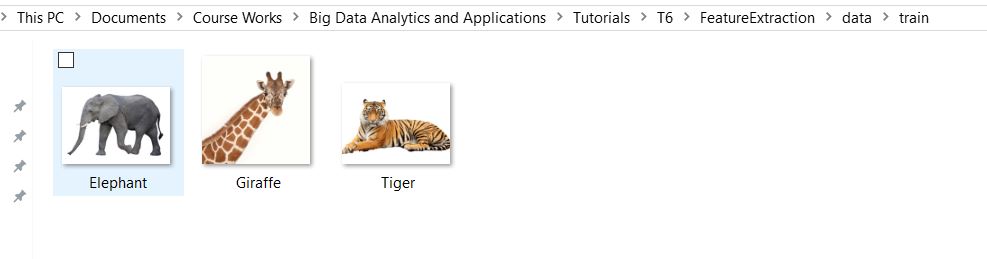 This PC > Documents > Course Works > Big Data Analytics and Applications > Tutorials > T6 > FeatureExtraction > data > train
Elephant Giraffe Tiger